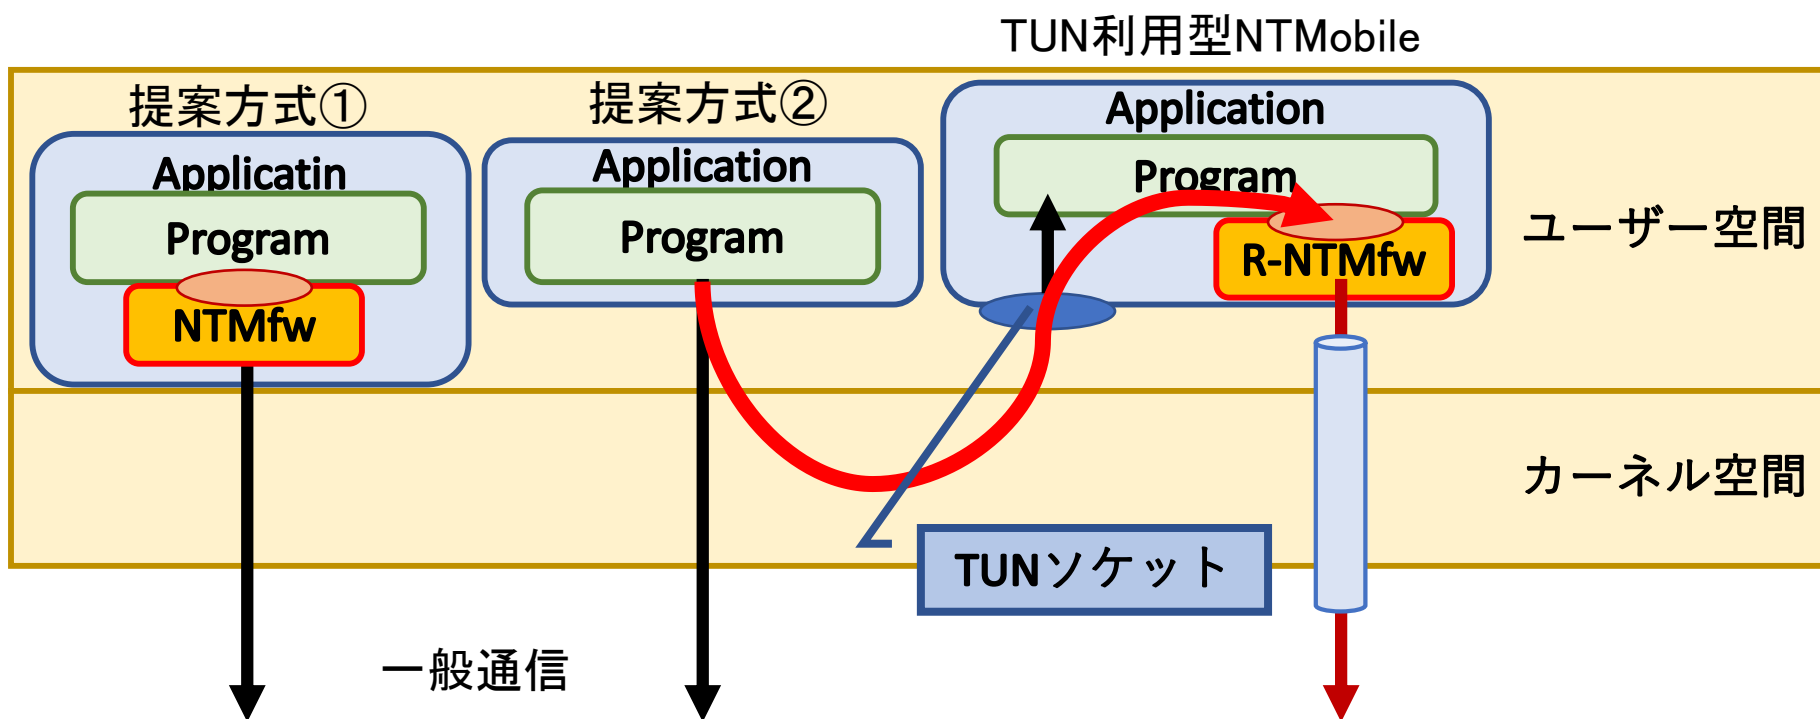 TUN利用型NTMobile
提案方式①
提案方式②
Application
Applicatin
Application
Program
Program
Program
ユーザー空間
R-NTMfw
NTMfw
カーネル空間
TUNソケット
一般通信